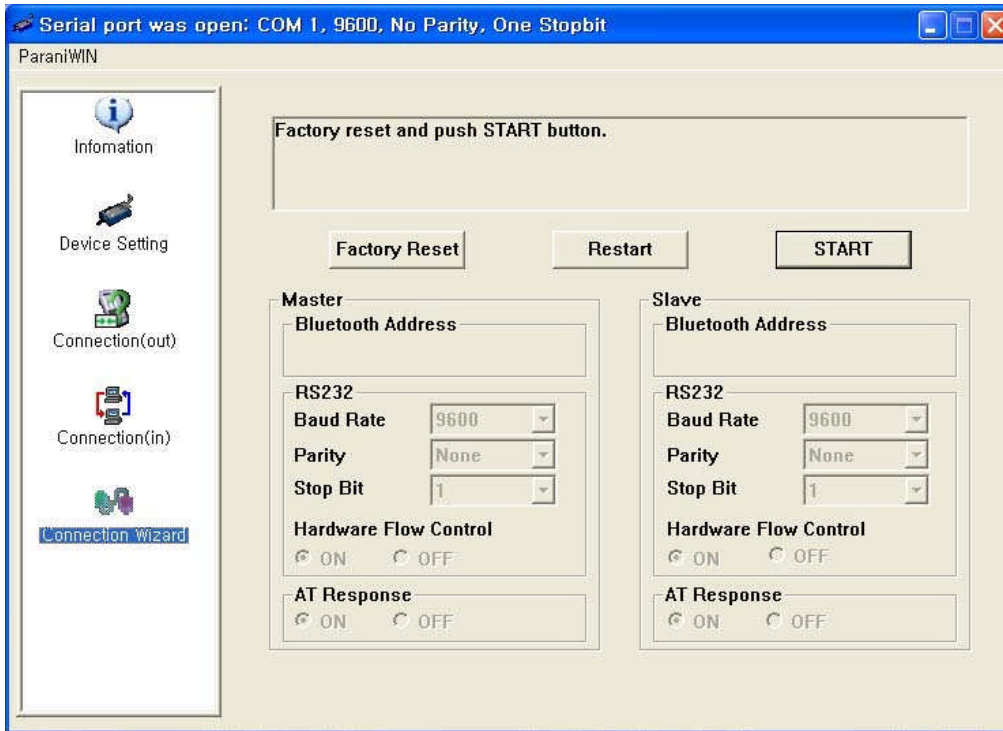 Serial port was open: COM 1, 9600, No Parity, One Stopbit
ParaniWIN
Infomation
Device Setting
Connection(out)
Connection(in)
Connection Wizard
Factory reset and push START button.
Factory Reset
Restart
START
Master
Bluetooth Address
RS232
Baud Rate 9600
Parity None
Stop Bit 1
Hardware Flow Control
ON OFF
AT Response
ON OFF
Slave
Bluetooth Address
RS232
Baud Rate 9600
Parity None
Stop Bit 1
Hardware Flow Control
ON OFF
AT Response
ON OFF